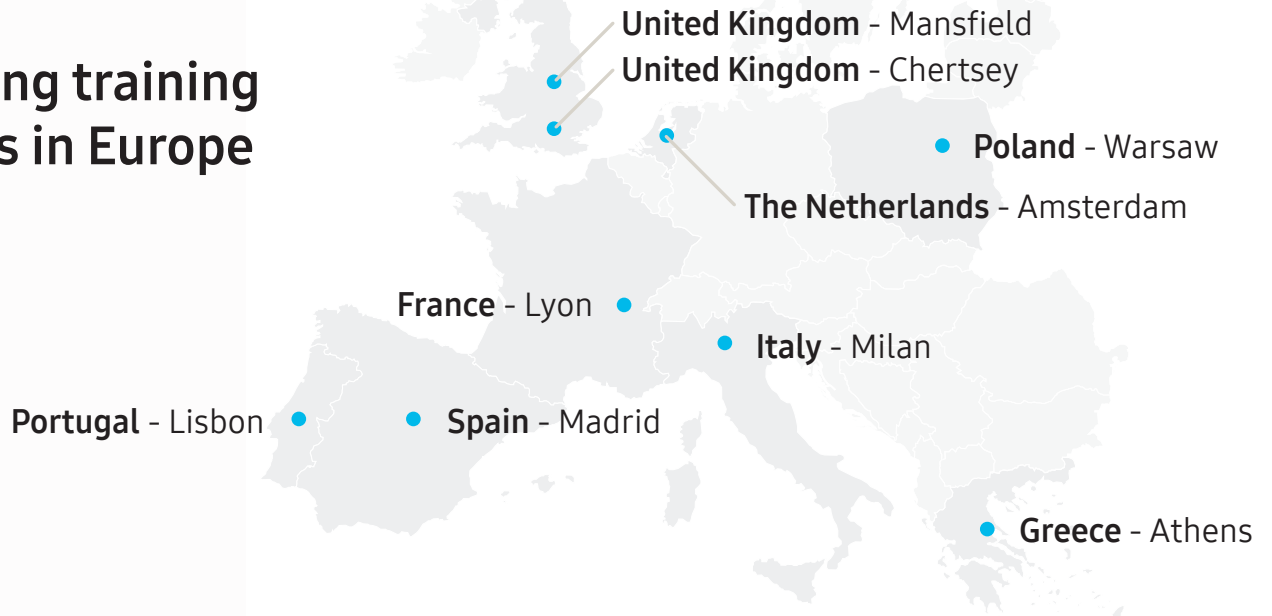 ng training
s in Europe
United Kingdom - Mansfield
United Kingdom - Chertsey
Poland - Warsaw
The Netherlands - Amsterdam
France - Lyon
Italy - Milan
Portugal - Lisbon
Spain - Madrid
Greece - Athens